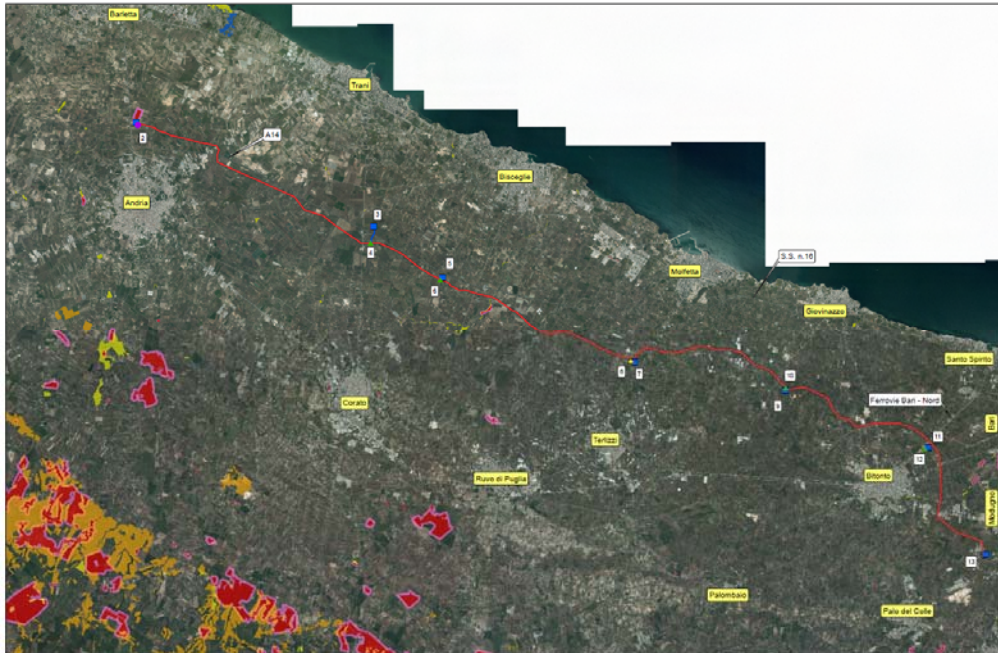 Barletta
Trani
A14
2
Andria
Bisceglie
3
4
5
Molfetta
S.S. n.16
Giovinazzo
Santo Spirito
6
7
10
9
Corato
Ferrovie Bari - Nord
Bari
Terlizzi
11
12
Ruvo di Puglia
Bitonto
Modugno
13
Palombaio
Palo del Colle